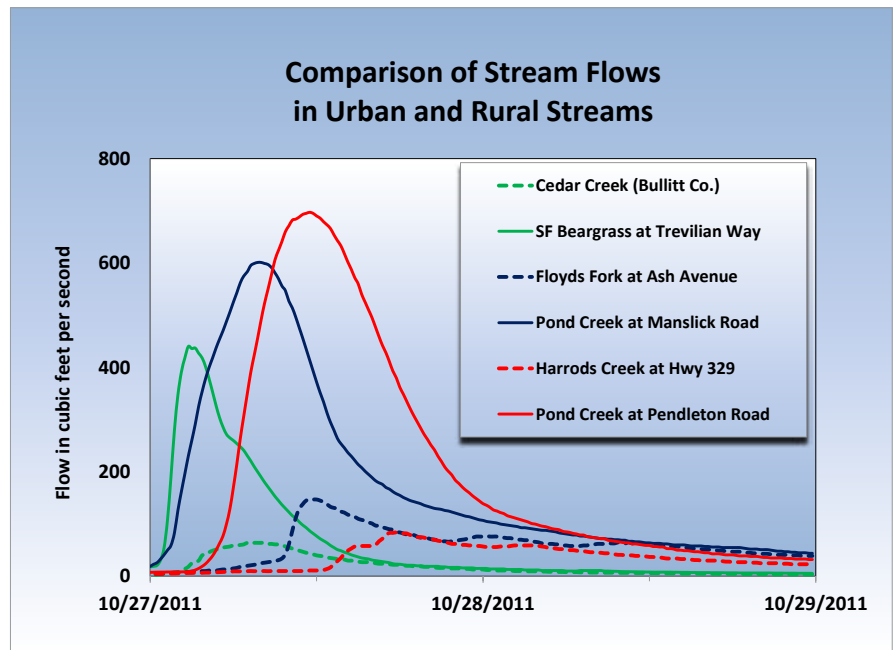 Comparison of Stream Flows
in Urban and Rural Streams
Flow in cubic feet per second
800
600
400
200
0
Cedar Creek (Bullitt Co.)
SF Beargrass at Trevilian Way
Floyds Fork at Ash Avenue
Pond Creek at Manslick Road
Harrods Creek at Hwy 329
Pond Creek at Pendleton Road
10/27/2011
10/28/2011
10/29/2011